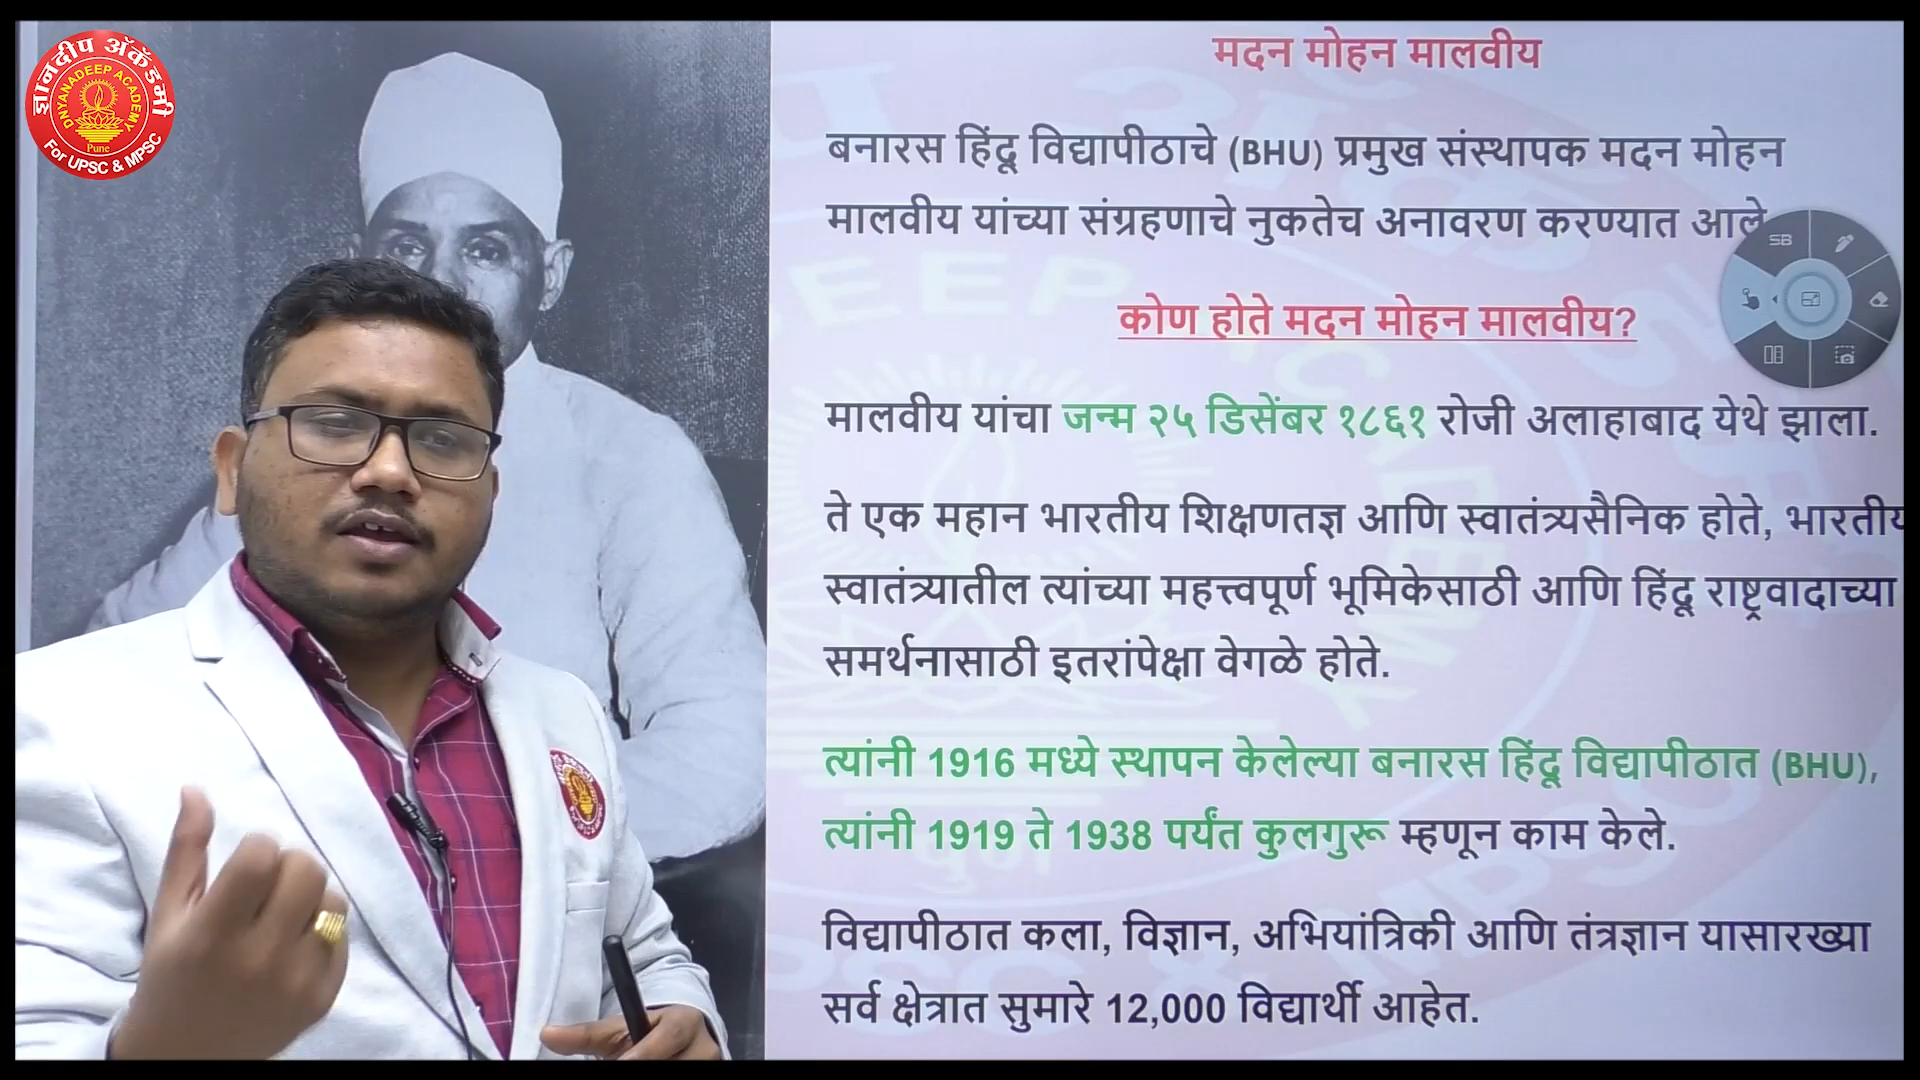 ज्ञानदीप ॲकॅडमी
DNYANADEEP ACADEMY
Pune
For UPSC & MPSC
मदन मोहन मालवीय
बनारस हिंदू विद्यापीठाचे (BHU) प्रमुख संस्थापक मदन मोहन
मालवीय यांच्या संग्रहणाचे नुकतेच अनावरण करण्यात आले
SB
कोण होते मदन मोहन मालवीय?
मालवीय यांचा जन्म २५ डिसेंबर १८६१ रोजी अलाहाबाद येथे झाला.
ते एक महान भारतीय शिक्षणतज्ञ आणि स्वातंत्र्यसैनिक होते, भारतीय
स्वातंत्र्यातील त्यांच्या महत्त्वपूर्ण भूमिकेसाठी आणि हिंदू राष्ट्रवादाच्या
समर्थनासाठी इतरांपेक्षा वेगळे होते.
त्यांनी 1916 मध्ये स्थापन केलेल्या बनारस हिंदू विद्यापीठात (BHU),
त्यांनी 1919 ते 1938 पर्यंत कुलगुरू म्हणून काम केले.
विद्यापीठात कला, विज्ञान, अभियांत्रिकी आणि तंत्रज्ञान यासारख्या
सर्व क्षेत्रात सुमारे 12,000 विद्यार्थी आहेत.